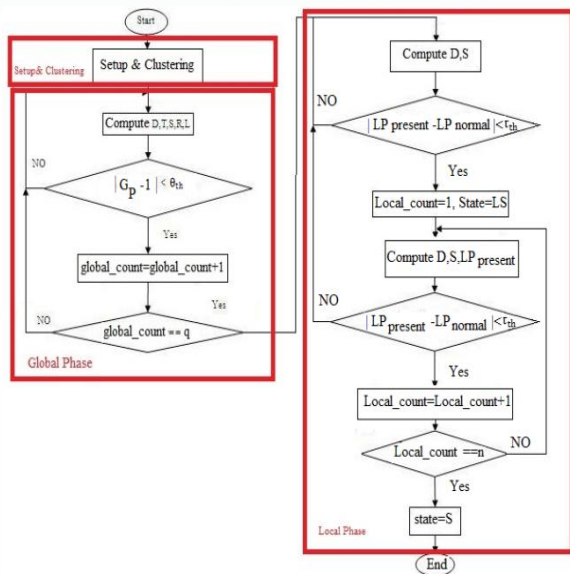 Start
Setup& Clustering
Setup & Clustering
Compute D,T,S,R,L
NO
| Gp -1 | < θth
Yes
global_count=global_count+1
Yes
NO
global_count == q
Global Phase
Compute D,S
NO
| LP present -LP normal |<τth
Yes
Local_count=1, State=LS
Compute D,S,LP present
NO
| LP present -LP normal |<τth
Yes
Local_count=Local_count+1
Local_count ==n
NO
Yes
state=S
Local Phase
End